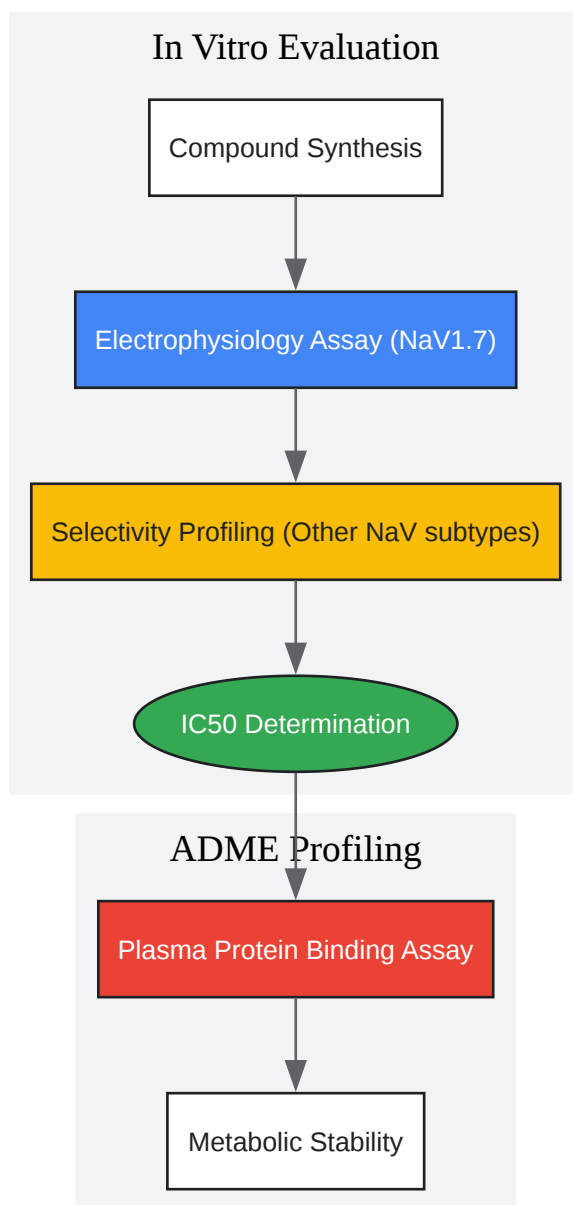 In Vitro Evaluation
Compound Synthesis
Electrophysiology Assay (NaV1.7)
Selectivity Profiling (Other NaV subtypes)
IC50 Determination
ADME Profiling
Plasma Protein Binding Assay
Metabolic Stability